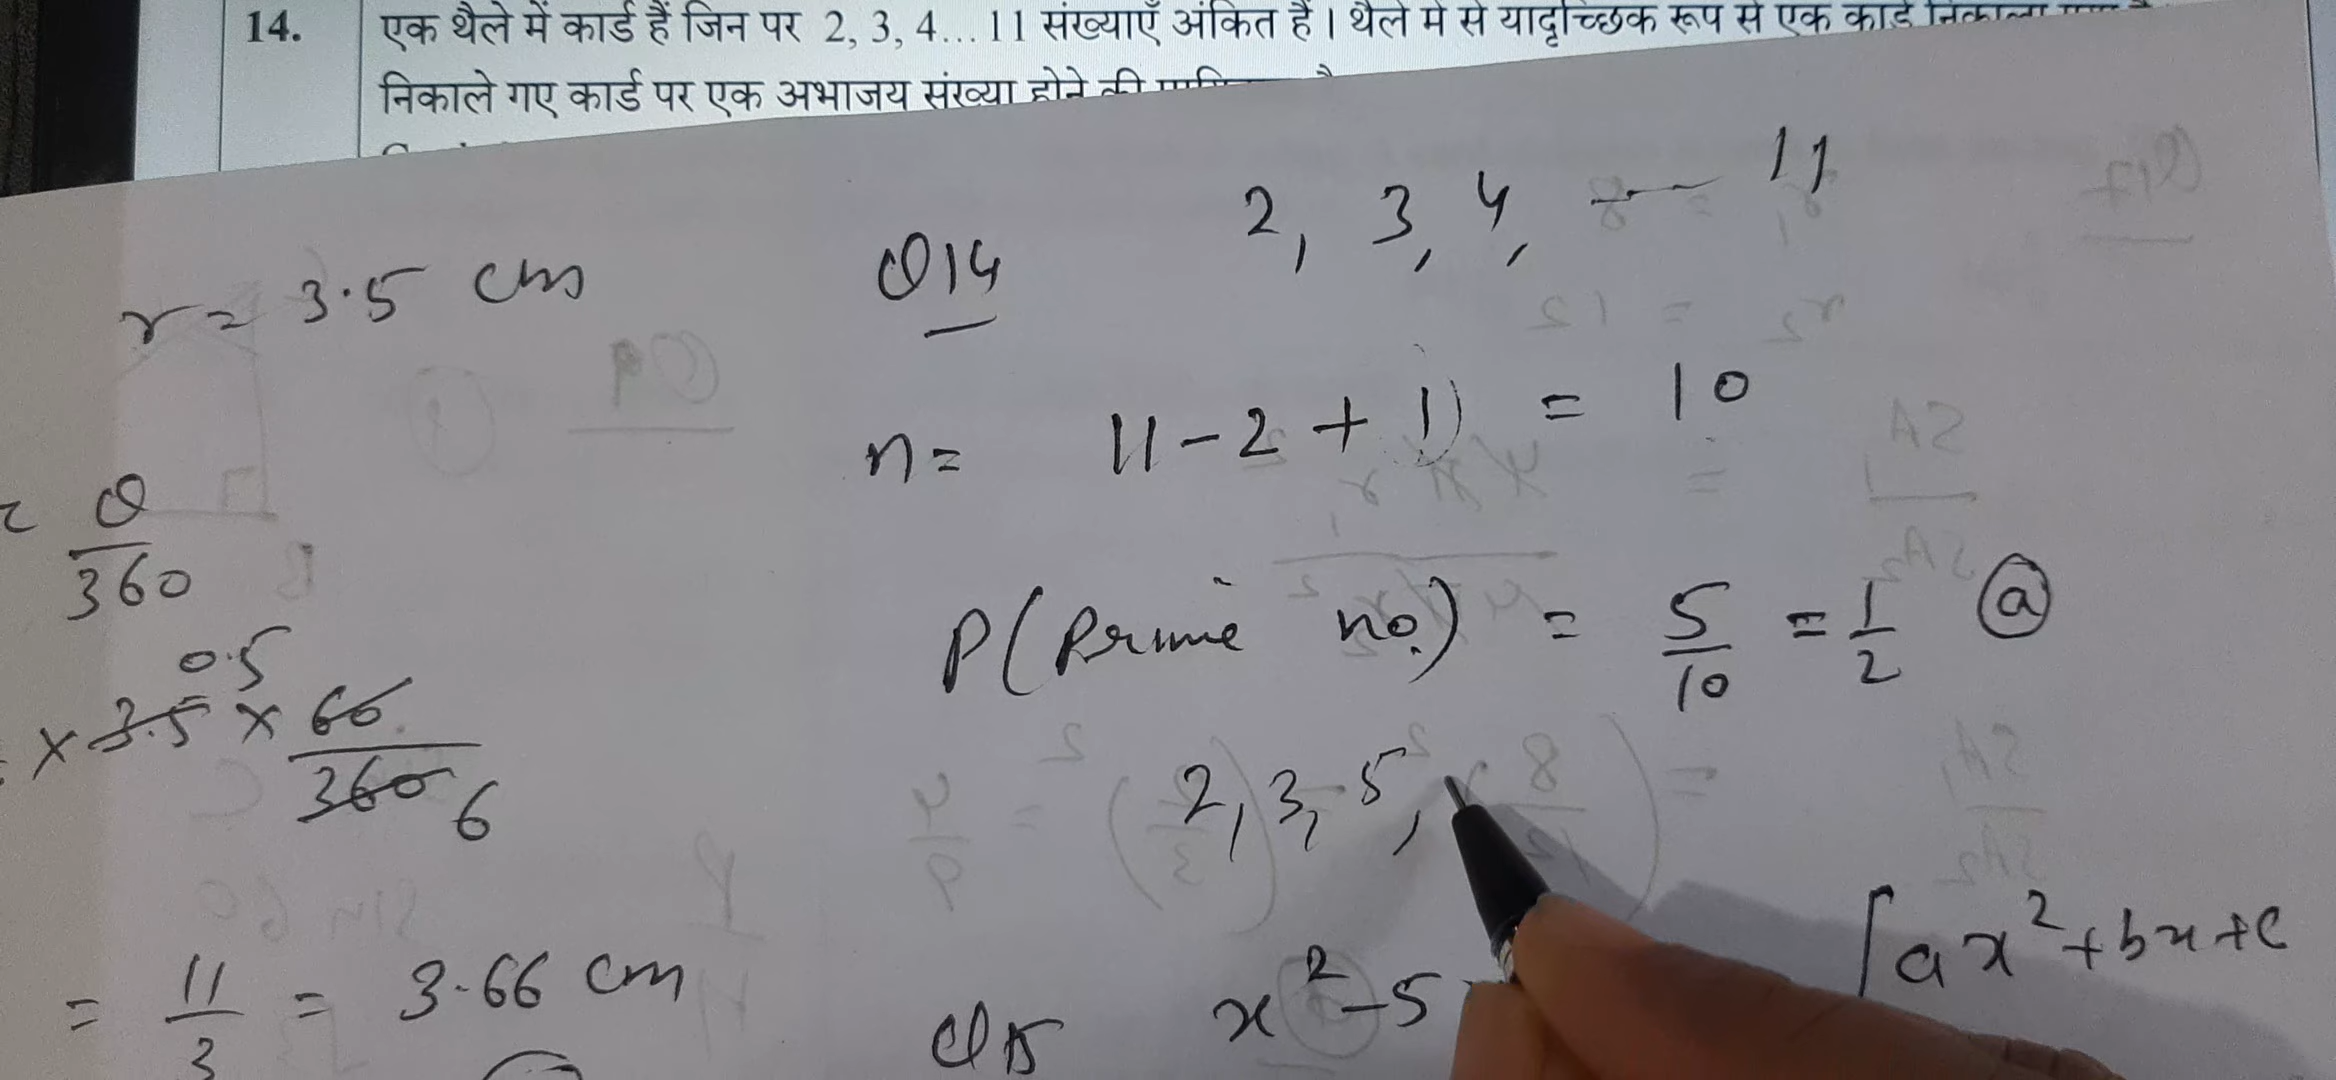 14. एक थैले में कार्ड हैं जिन पर 2, 3, 4... 11 संख्याएँ अंकित हैं। थैले में से यादृच्छिक रूप से एक कार्ड
निकाले गए कार्ड पर एक अभाजय संख्या होने की
2, 3, 4, — 11
Q14
r = 3.5 cm
n = 11 - 2 + 1) = 10
= θ/360
P(Prime no.) = 5/10 = 1/2 (a)
0.5
× 3.5 × 66/360 6
2, 3, 5,
ax²+bx+c
= 11/3 = 3.66 cm
Q15 x² - 5